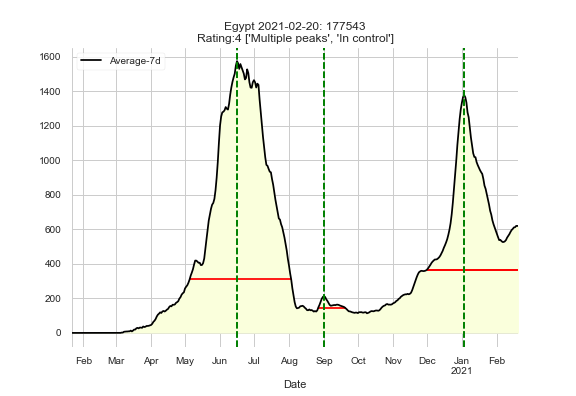 Egypt 2021-02-20: 177543
Rating:4 ['Multiple peaks', 'In control']
Average-7d
1600
1400
1200
1000
800
600
400
200
0
Feb Mar Apr May Jun Jul Aug Sep Oct Nov Dec Jan Feb
2021
Date